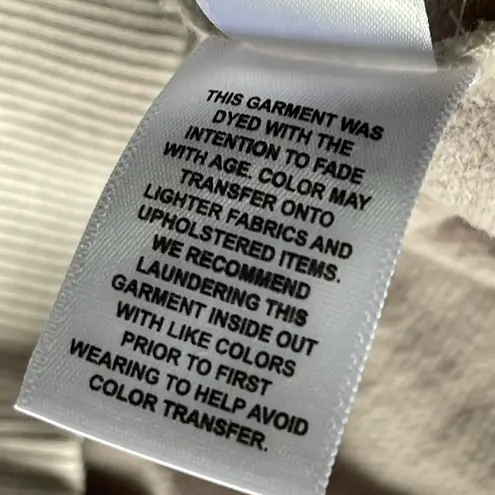 THIS GARMENT WAS
DYED WITH THE
INTENTION TO FADE
WITH AGE. COLOR MAY
TRANSFER ONTO
LIGHTER FABRICS AND
UPHOLSTERED ITEMS.
WE RECOMMEND
LAUNDERING THIS
GARMENT INSIDE OUT
WITH LIKE COLORS
PRIOR TO FIRST
WEARING TO HELP AVOID
COLOR TRANSFER.